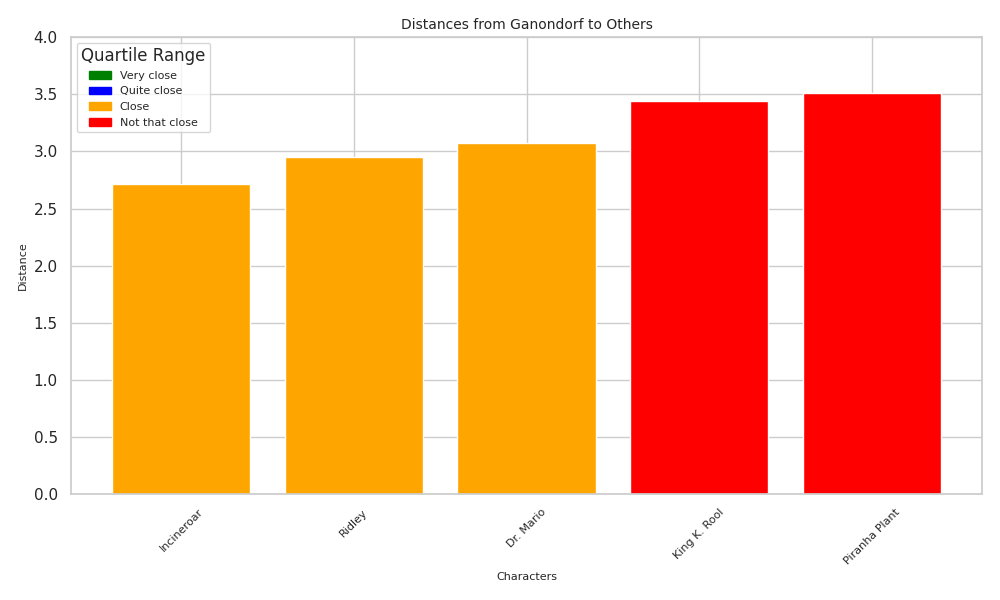 Distances from Ganondorf to Others
Quartile Range
Very close
Quite close
Close
Not that close
4.0
3.5
3.0
2.5
2.0
1.5
1.0
0.5
0.0
Distance
Incineroar
Ridley
Dr. Mario
King K. Rool
Piranha Plant
Characters